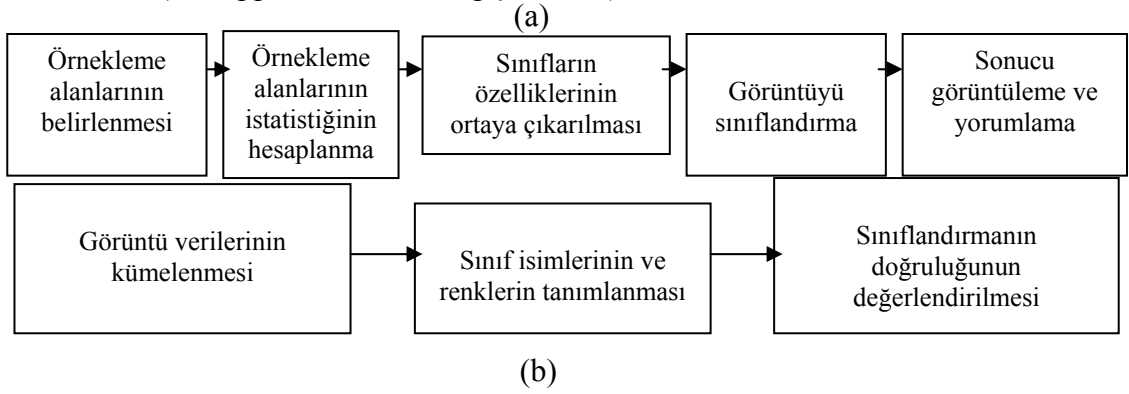 (a)
Örnekleme
alanlarının
belirlenmesi
Örnekleme
alanlarının
istatistiğinin
hesaplanma
Sınıfların
özelliklerinin
ortaya çıkarılması
Görüntüyü
sınıflandırma
Sonucu
görüntüleme ve
yorumlama
Görüntü verilerinin
kümelenmesi
Sınıf isimlerinin ve
renklerin tanımlanması
Sınıflandırmanın
doğruluğunun
değerlendirilmesi
(b)